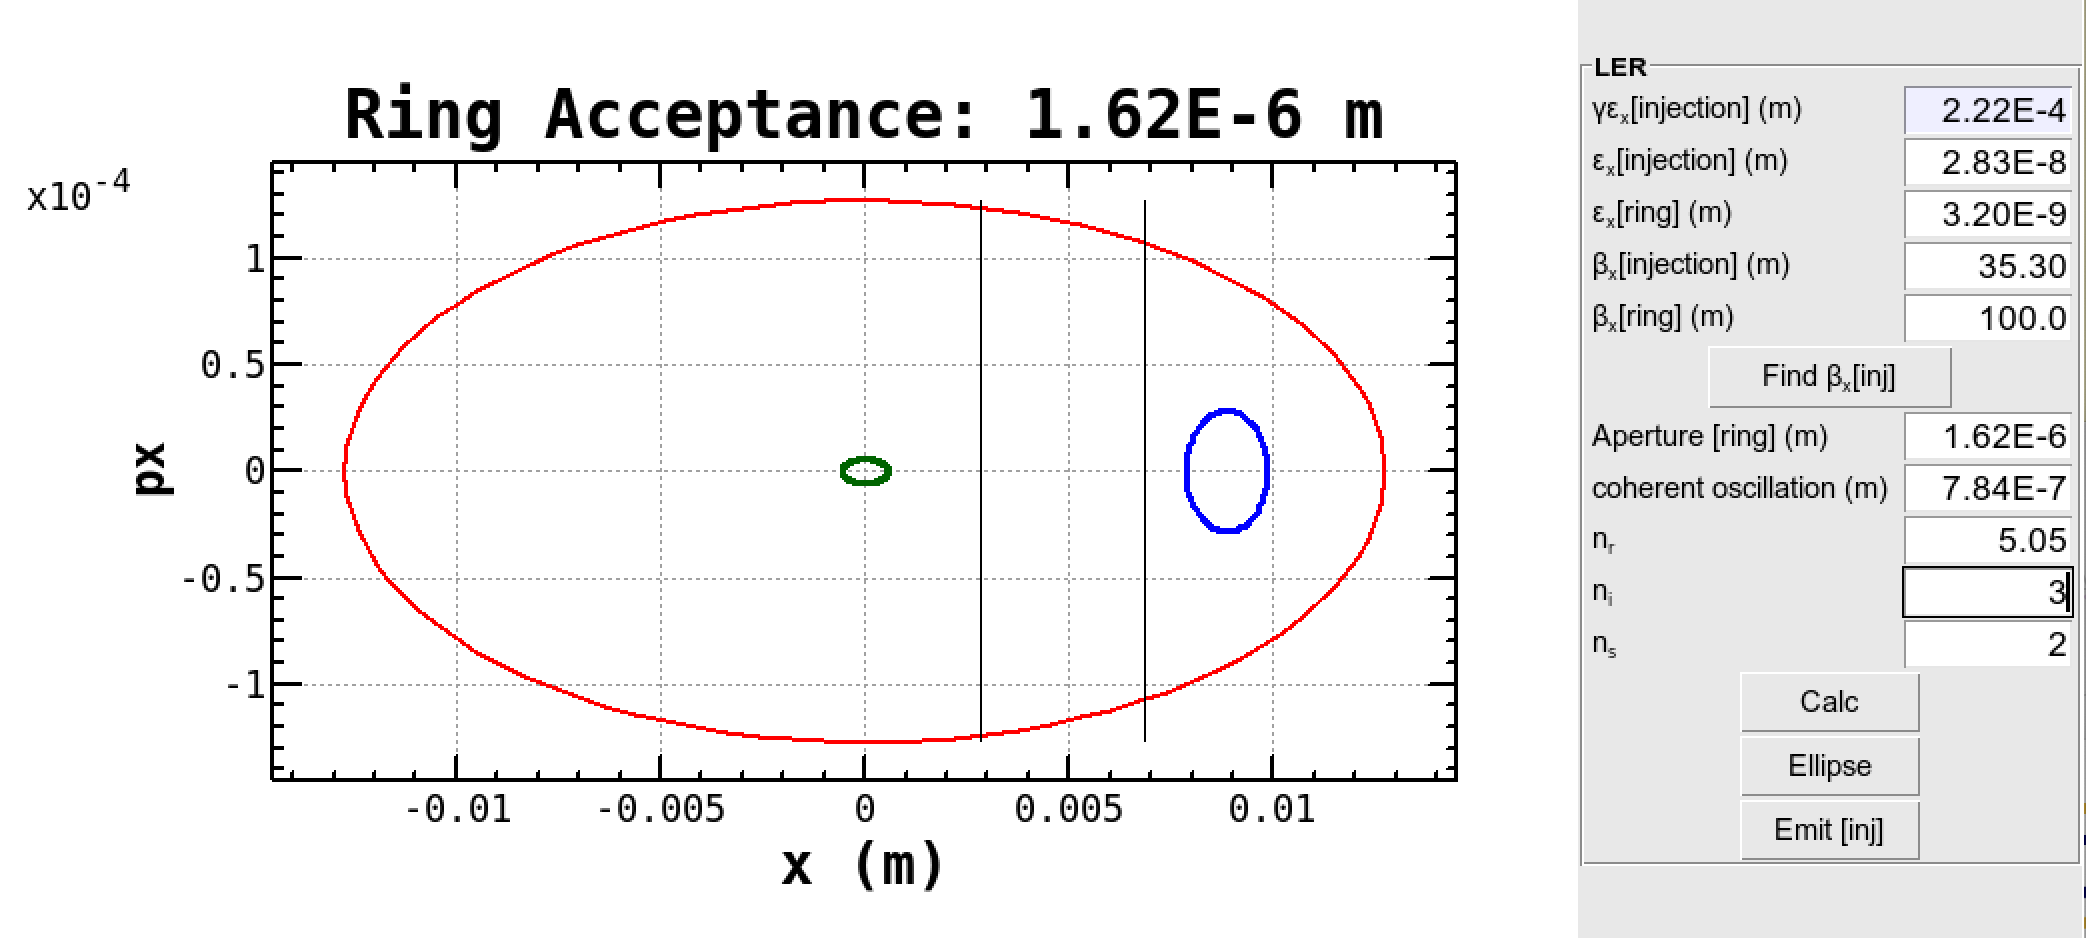 Ring Acceptance: 1.62E-6 m
x10-4
1
0.5
0
-0.5
-1
px
-0.01 -0.005 0 0.005 0.01
x (m)
LER
γεx[injection] (m) 2.22E-4
εx[injection] (m) 2.83E-8
εx[ring] (m) 3.20E-9
βx[injection] (m) 35.30
βx[ring] (m) 100.0
Find βx[inj]
Aperture [ring] (m) 1.62E-6
coherent oscillation (m) 7.84E-7
nr 5.05
ni 3
ns 2
Calc
Ellipse
Emit [inj]